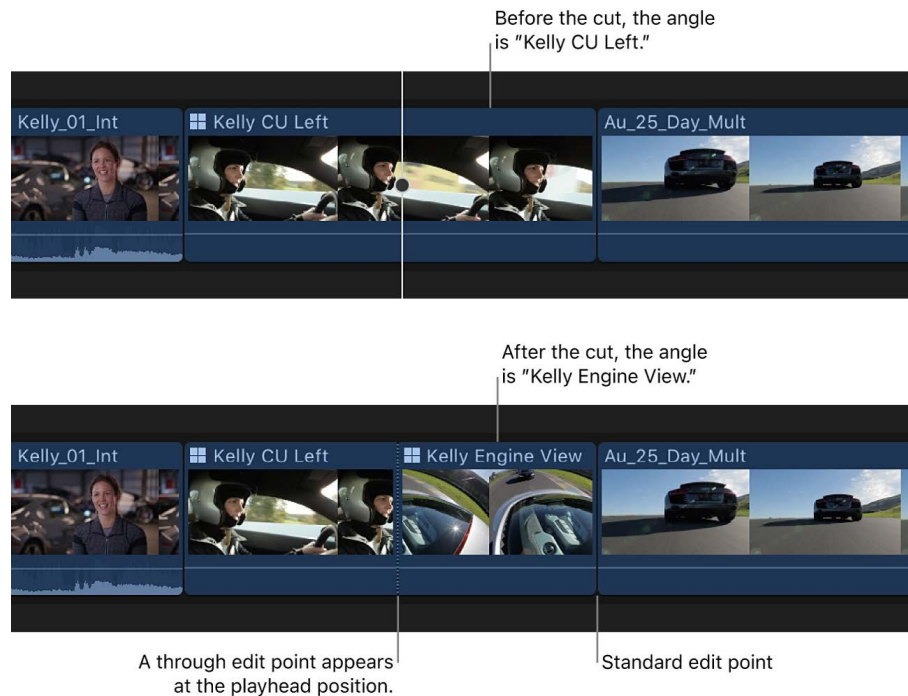 Before the cut, the angle
is "Kelly CU Left."
Kelly_01_Int
Kelly CU Left
Au_25_Day_Mult
After the cut, the angle
is "Kelly Engine View."
Kelly_01_Int
Kelly CU Left
Kelly Engine View
Au_25_Day_Mult
A through edit point appears
at the playhead position.
Standard edit point